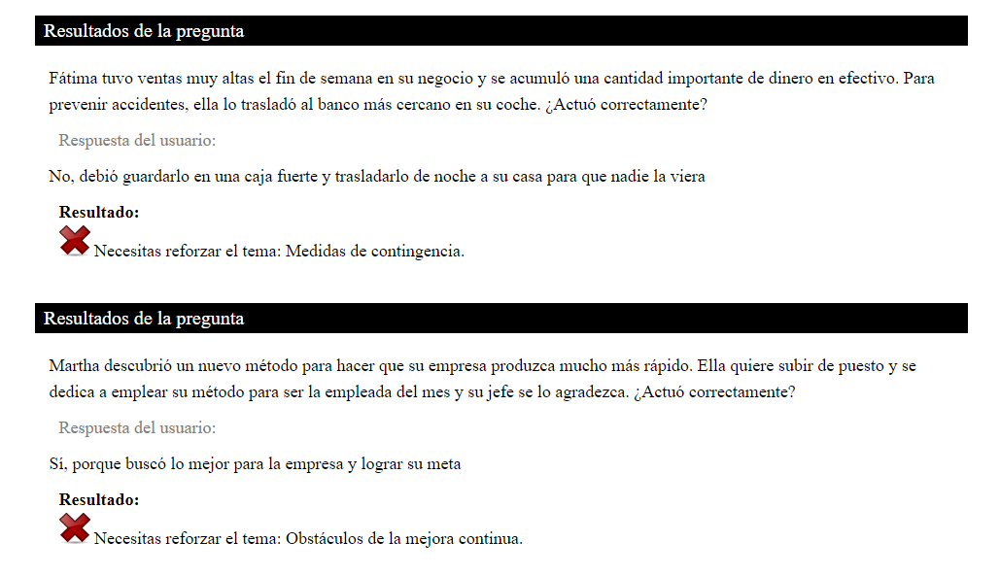 Resultados de la pregunta
Fátima tuvo ventas muy altas el fin de semana en su negocio y se acumuló una cantidad importante de dinero en efectivo. Para
prevenir accidentes, ella lo trasladó al banco más cercano en su coche. ¿Actuó correctamente?
Respuesta del usuario:
No, debió guardarlo en una caja fuerte y trasladarlo de noche a su casa para que nadie la viera
Resultado:
Necesitas reforzar el tema: Medidas de contingencia.
Resultados de la pregunta
Martha descubrió un nuevo método para hacer que su empresa produzca mucho más rápido. Ella quiere subir de puesto y se
dedica a emplear su método para ser la empleada del mes y su jefe se lo agradezca. ¿Actuó correctamente?
Respuesta del usuario:
Sí, porque buscó lo mejor para la empresa y lograr su meta
Resultado:
Necesitas reforzar el tema: Obstáculos de la mejora continua.